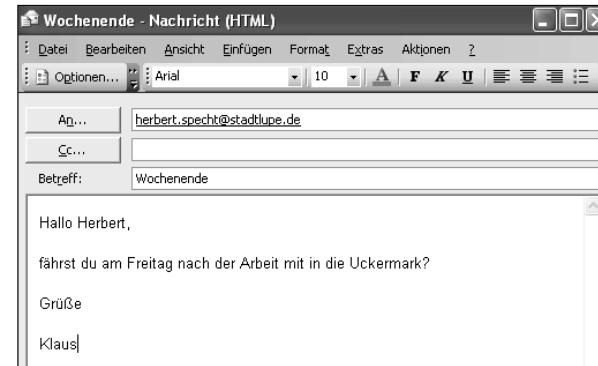 Wochenende - Nachricht (HTML)
Datei Bearbeiten Ansicht Einfügen Format Extras Aktionen ?
Optionen... Arial 10 A F K U
An... herbert.specht@stadtlupe.de
Cc...
Betreff: Wochenende
Hallo Herbert,
fährst du am Freitag nach der Arbeit mit in die Uckermark?
Grüße
Klaus